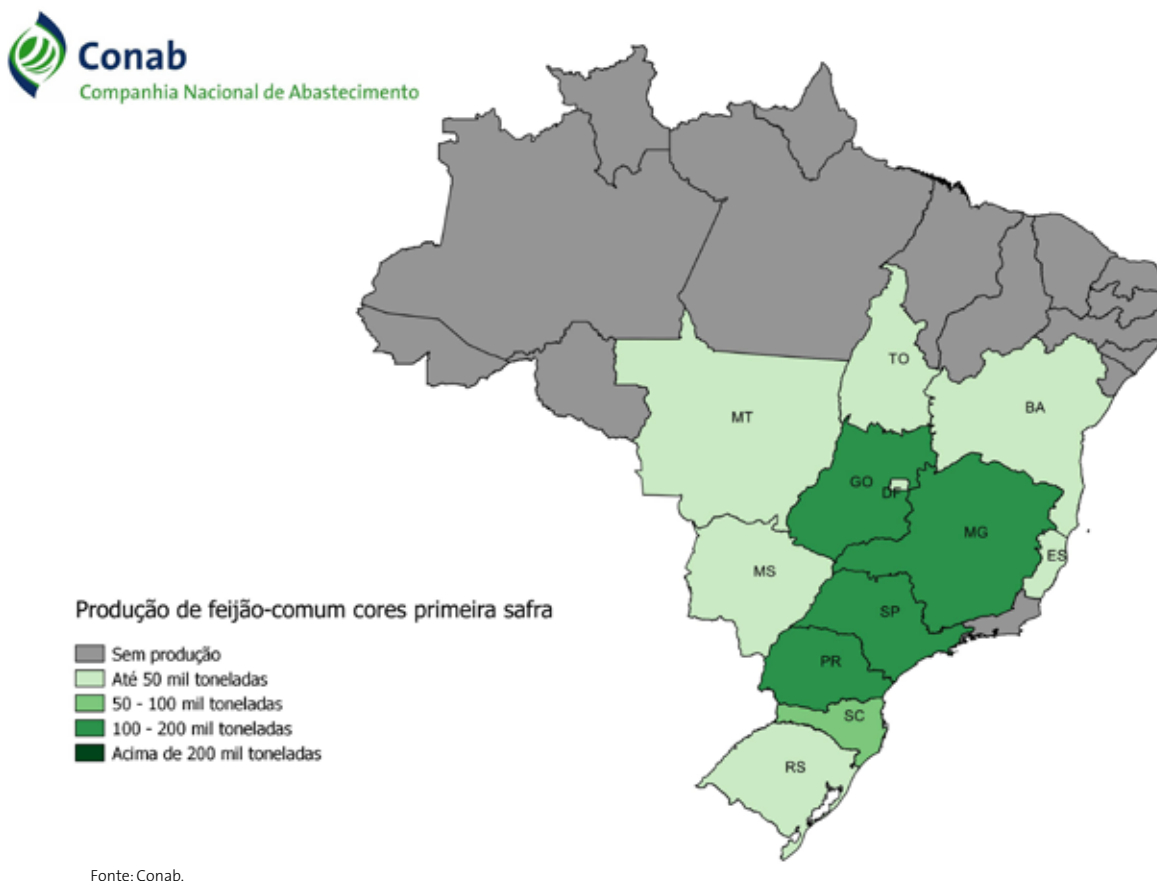 Conab
Companhia Nacional de Abastecimento
TO
BA
MT
GO
DF
MG
ES
MS
SP
PR
SC
RS
Produção de feijão-comum cores primeira safra
Sem produção
Até 50 mil toneladas
50 - 100 mil toneladas
100 - 200 mil toneladas
Acima de 200 mil toneladas
Fonte: Conab.